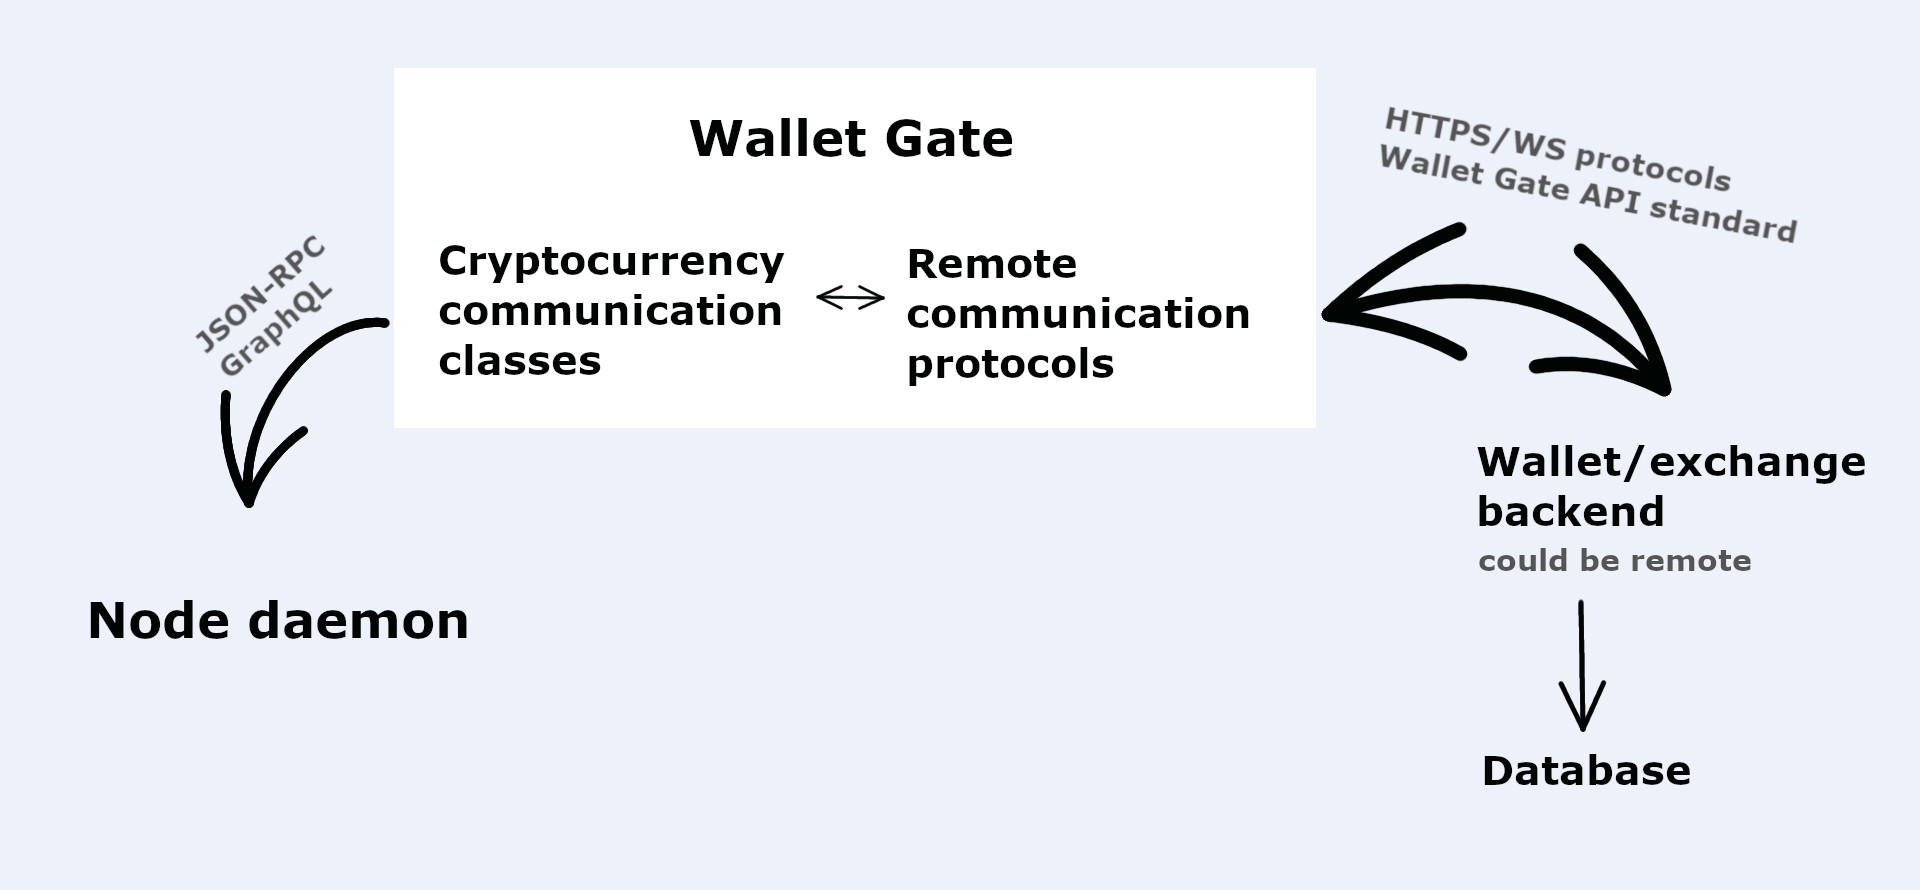 Wallet Gate
Cryptocurrency
communication
classes
Remote
communication
protocols
HTTPS/WS protocols
Wallet Gate API standard
JSON-RPC
GraphQL
Node daemon
Wallet/exchange
backend
could be remote
Database